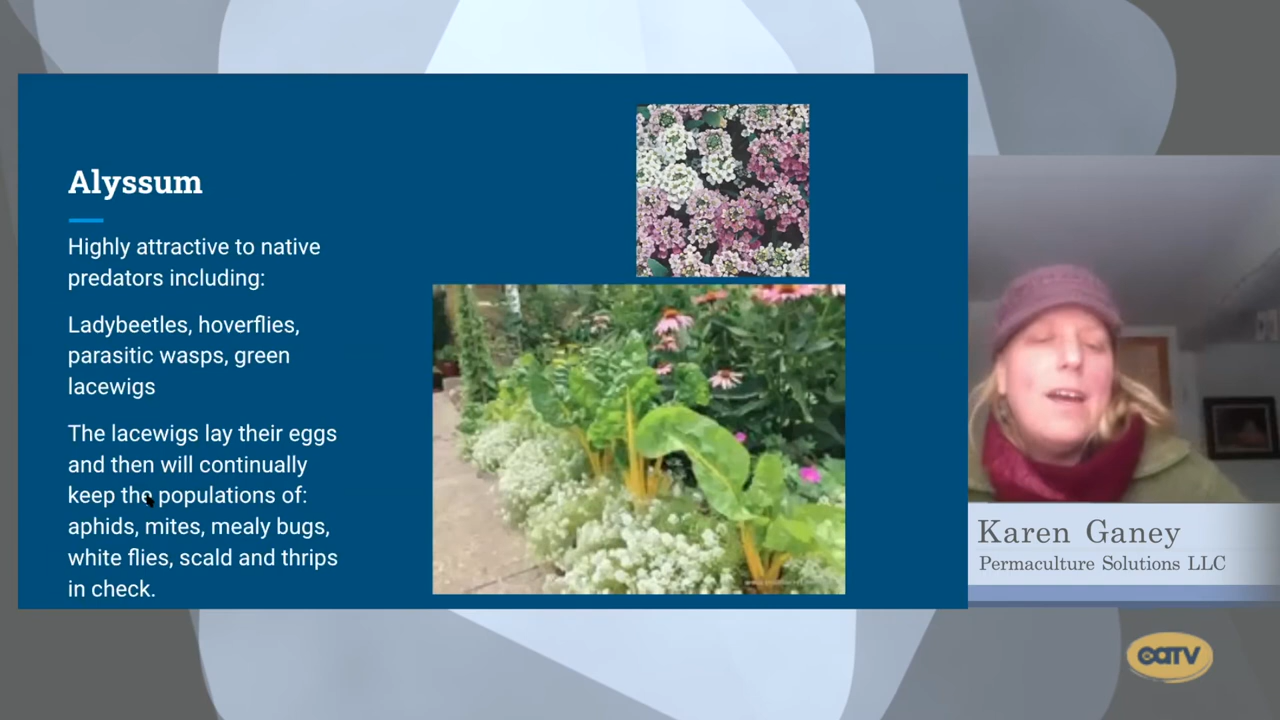 Alyssum
Highly attractive to native
predators including:
Ladybeetles, hoverflies,
parasitic wasps, green
lacewigs
The lacewigs lay their eggs
and then will continually
keep the populations of:
aphids, mites, mealy bugs,
white flies, scald and thrips
in check.
Karen Ganey
Permaculture Solutions LLC
CATV